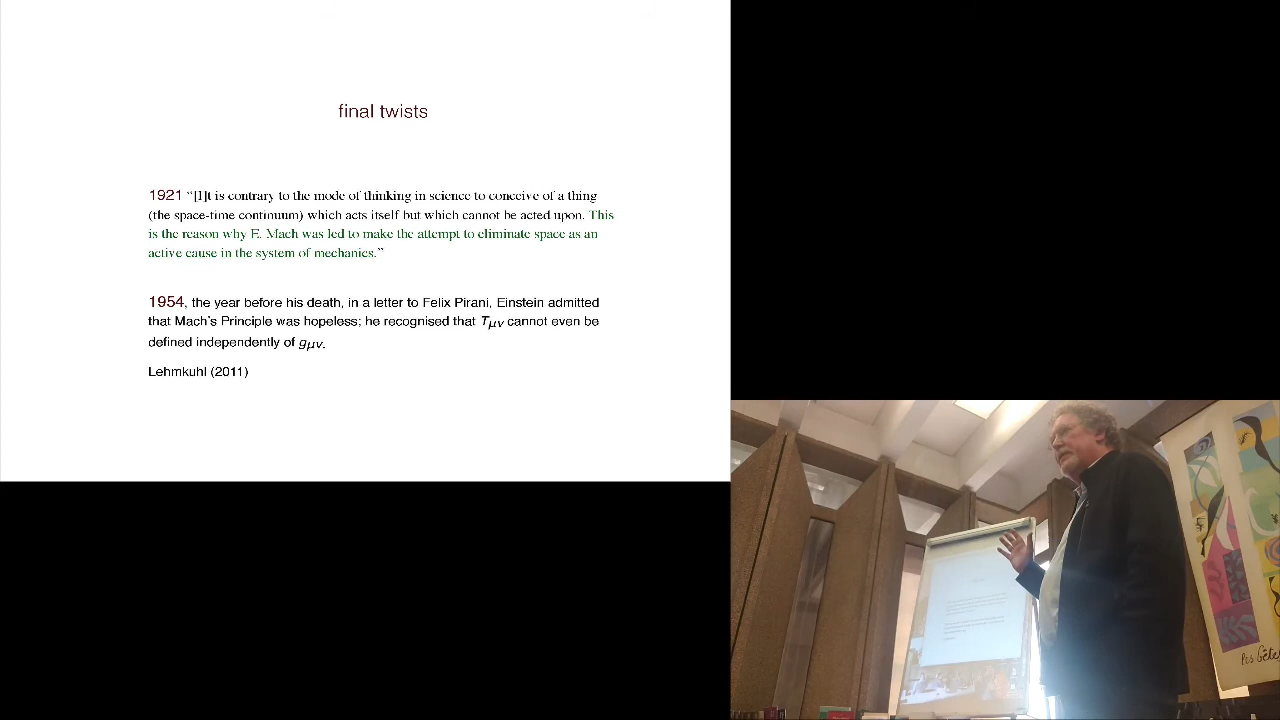 final twists
1921 “[I]t is contrary to the mode of thinking in science to conceive of a thing
(the space-time continuum) which acts itself but which cannot be acted upon. This
is the reason why E. Mach was led to make the attempt to eliminate space as an
active cause in the system of mechanics.”
1954, the year before his death, in a letter to Felix Pirani, Einstein admitted
that Mach’s Principle was hopeless; he recognised that Tμν cannot even be
defined independently of gμν.
Lehmkuhl (2011)